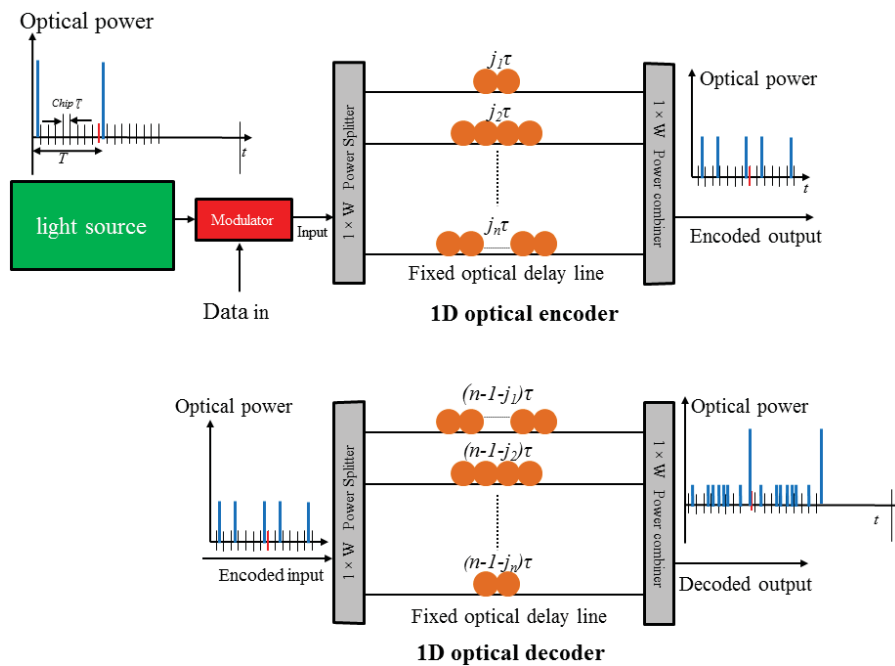 Optical power
Chip τ
T
t
light source
Modulator
Data in
Input
1 × W Power Splitter
j1τ
j2τ
jnτ
Fixed optical delay line
1D optical encoder
1 × W Power combiner
Optical power
t
Encoded output
Optical power
t
Encoded input
1 × W Power Splitter
(n-1-j1)τ
(n-1-j2)τ
(n-1-jn)τ
Fixed optical delay line
1D optical decoder
1 × W Power combiner
Optical power
t
Decoded output